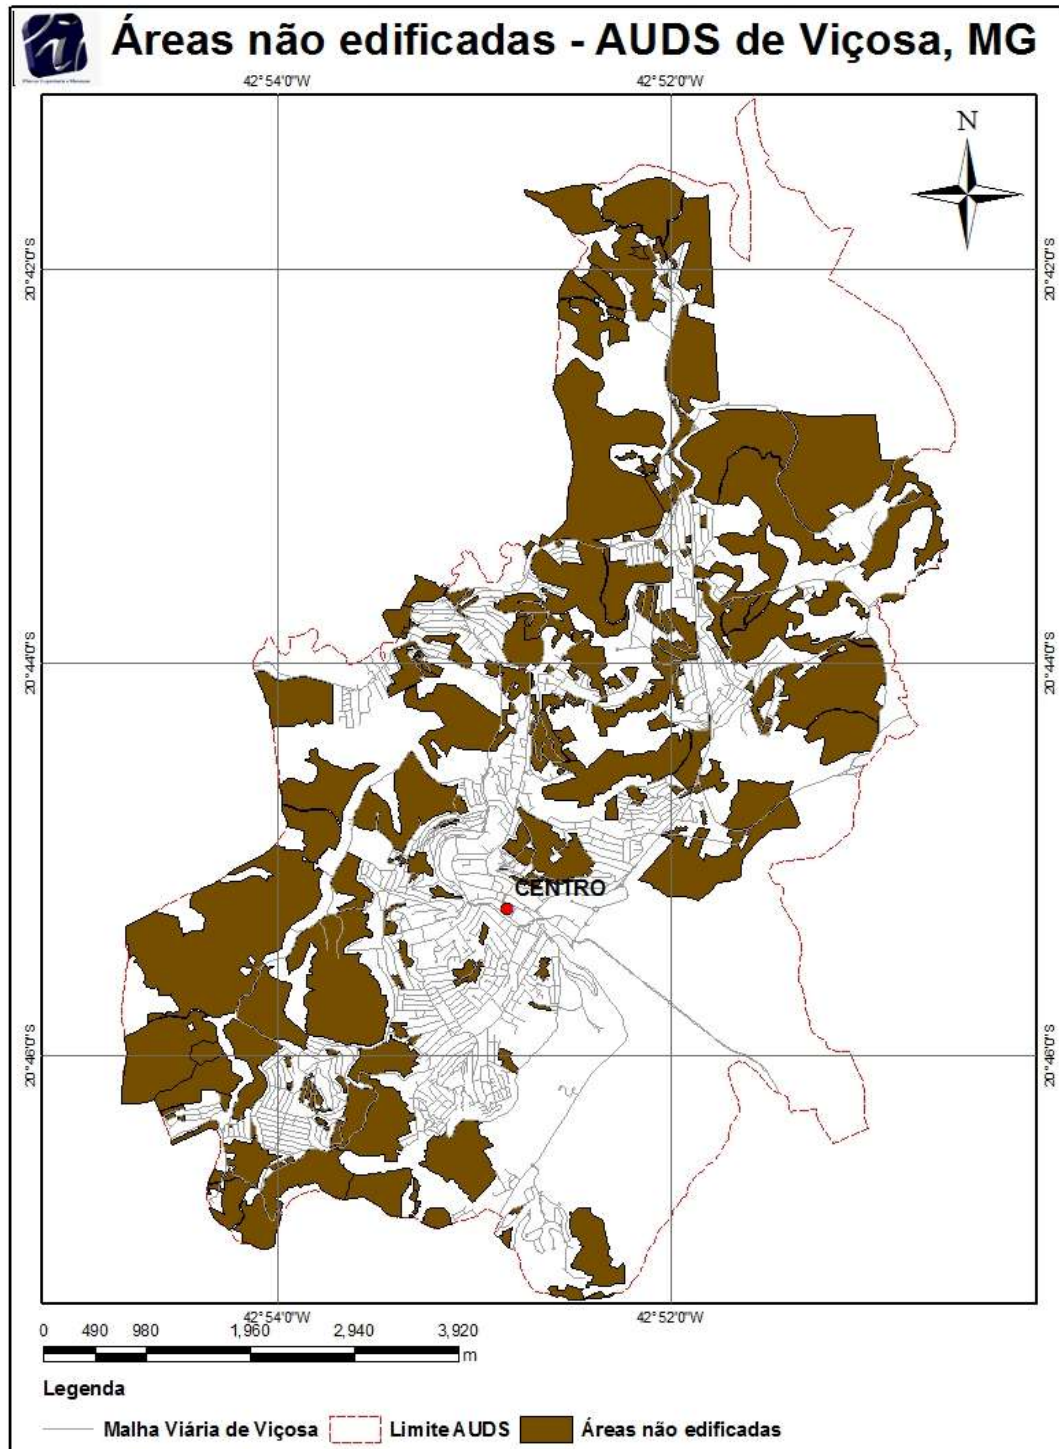 Áreas não edificadas - AUDS de Viçosa, MG
42°54'0"W 42°52'0"W
N
20°42'0"S 20°42'0"S
20°44'0"S 20°44'0"S
CENTRO
20°46'0"S 20°46'0"S
42°54'0"W 42°52'0"W
0 490 980 1,960 2,940 3,920
m
Legenda
Malha Viária de Viçosa Limite AUDS Áreas não edificadas